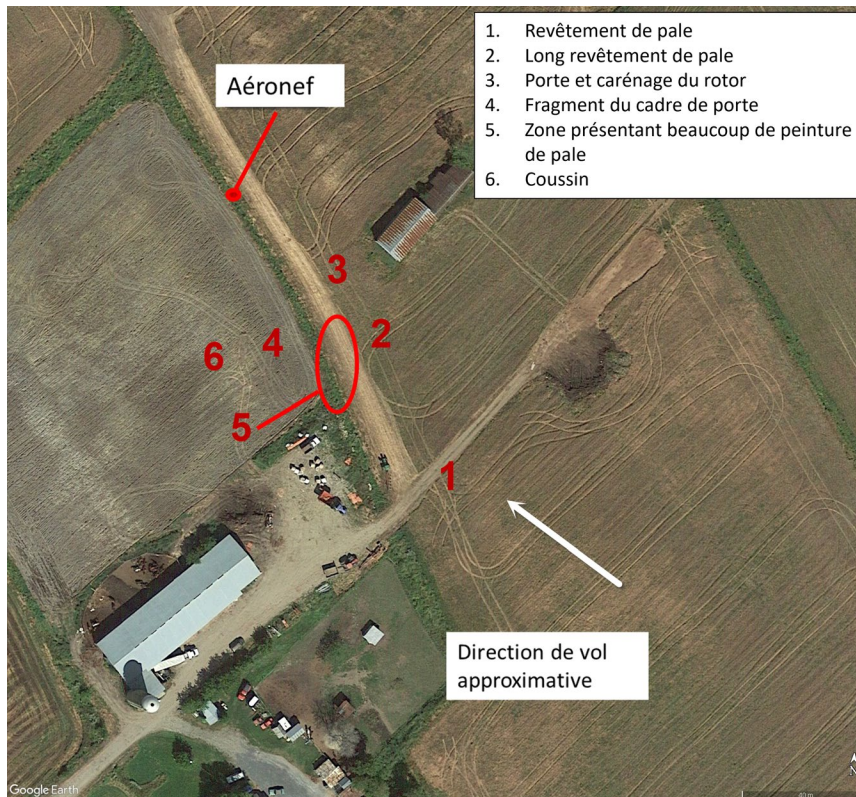 1. Revêtement de pale
2. Long revêtement de pale
3. Porte et carénage du rotor
4. Fragment du cadre de porte
5. Zone présentant beaucoup de peinture
de pale
6. Coussin
Aéronef
3
2
4
6
5
1
Direction de vol
approximative
N
Google Earth
40 m